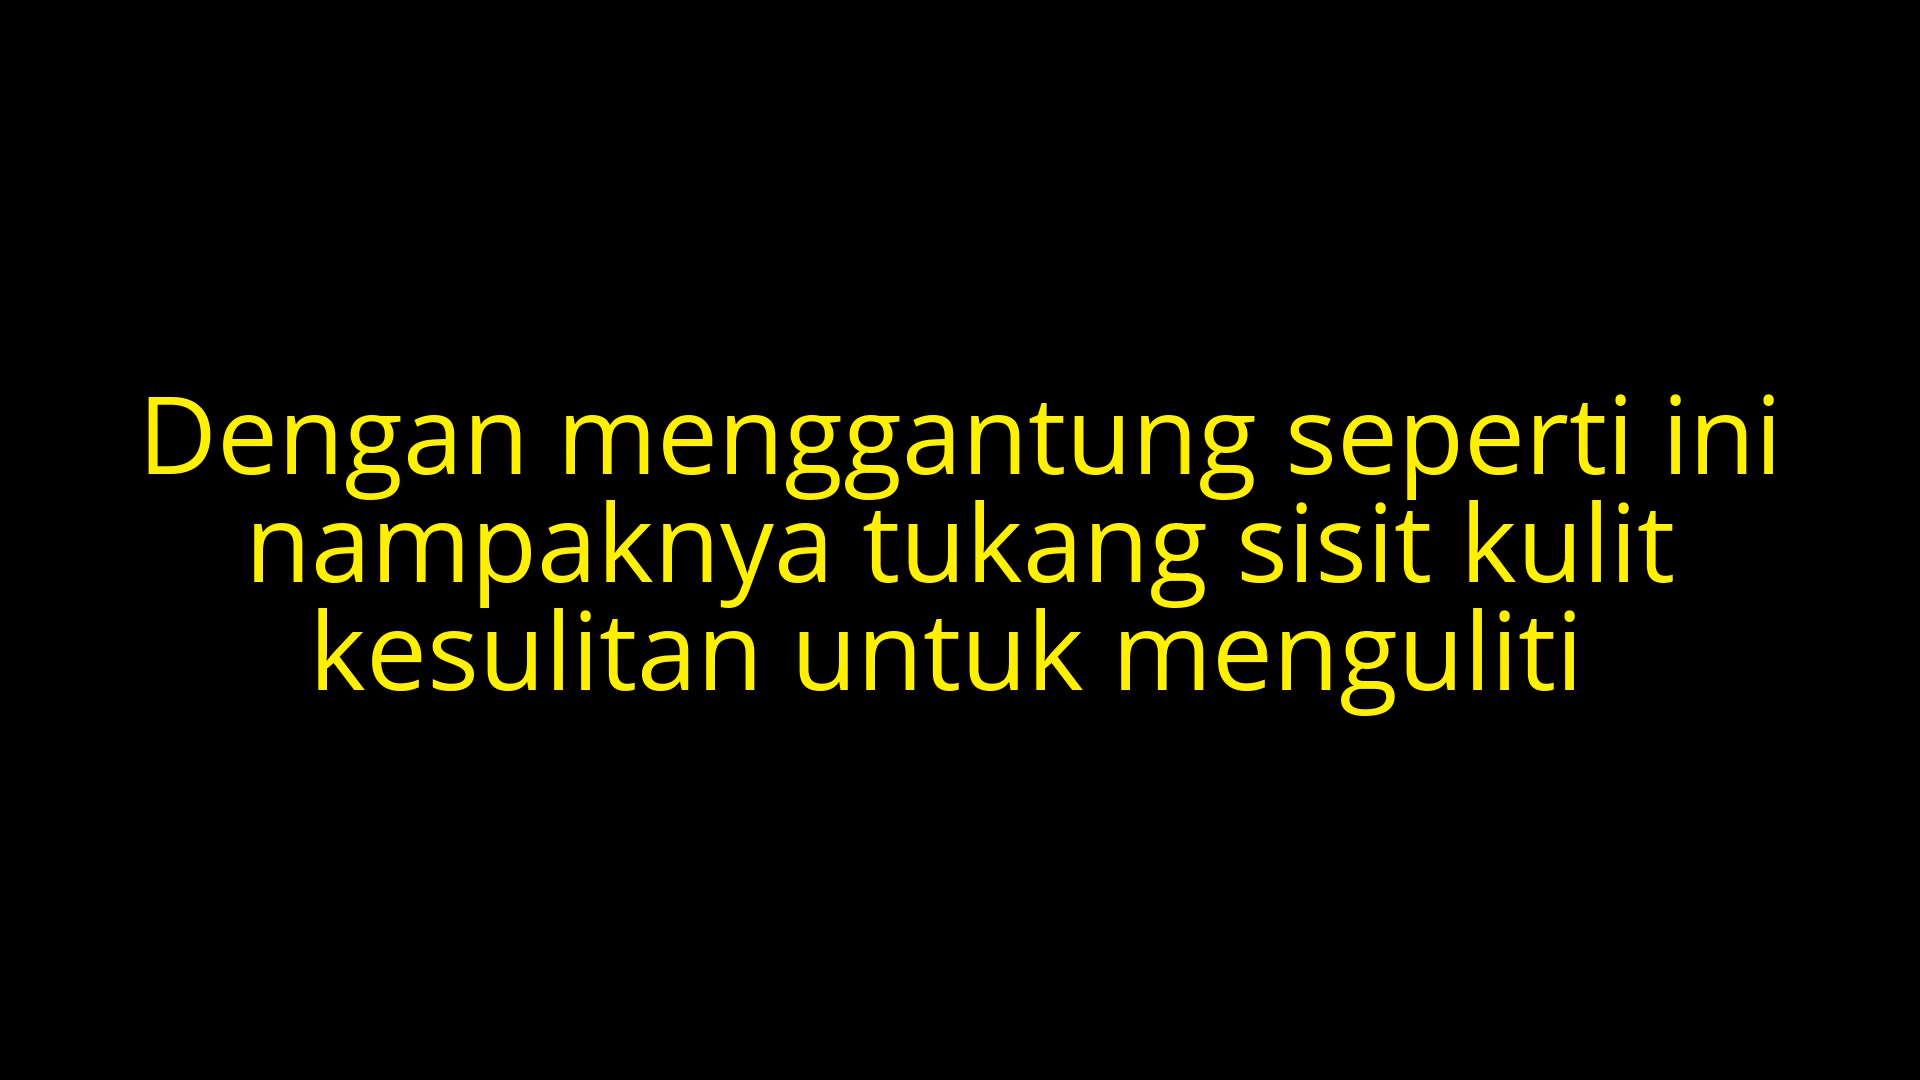 Dengan menggantung seperti ini
nampaknya tukang sisit kulit
kesulitan untuk menguliti